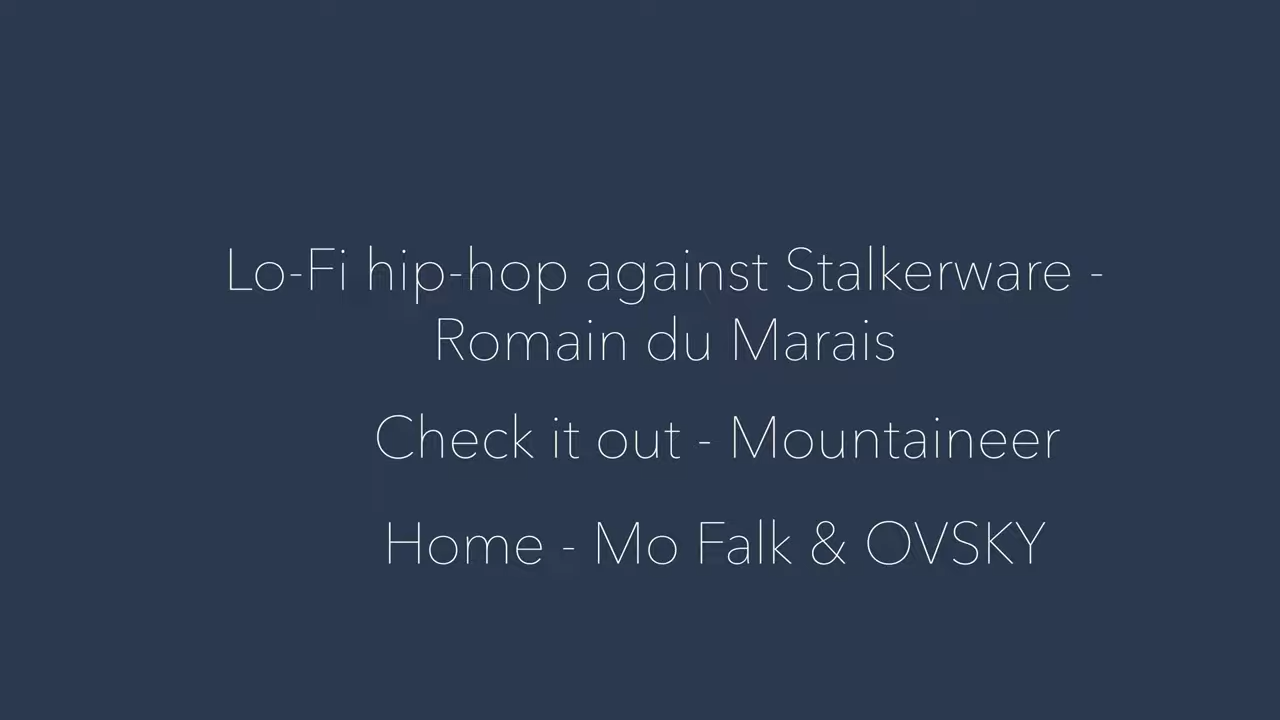 Lo-Fi hip-hop against Stalkerware -
Romain du Marais
Check it out - Mountaineer
Home - Mo Falk & OVSKY